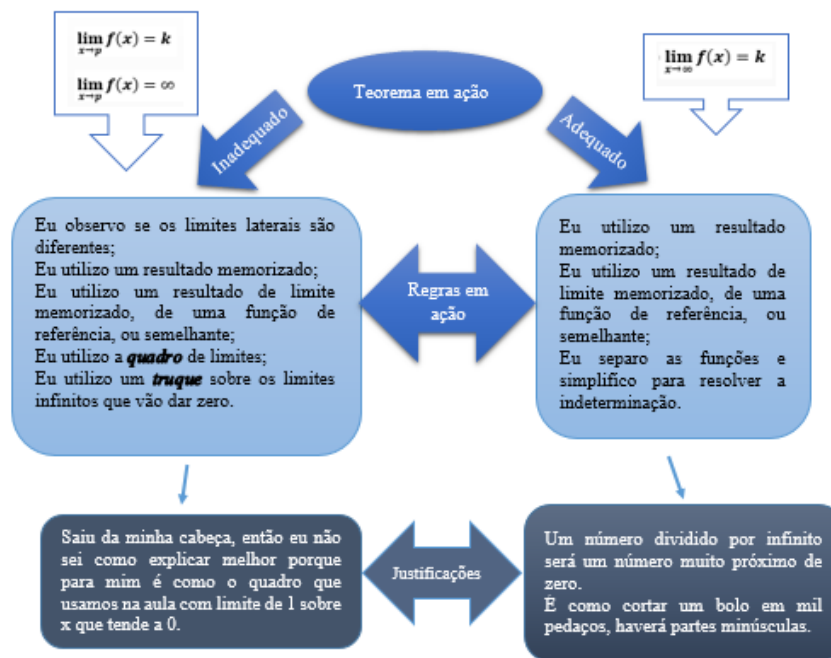 lim f(x) = k
x→p
lim f(x) = ∞
x→p
Teorema em ação
lim f(x) = k
x→∞
Inadequado
Adequado
Eu observo se os limites laterais são
diferentes;
Eu utilizo um resultado memorizado;
Eu utilizo um resultado de limite
memorizado, de uma função de
referência, ou semelhante;
Eu utilizo a quadro de limites;
Eu utilizo um truque sobre os limites
infinitos que vão dar zero.
Regras em
ação
Eu utilizo um resultado
memorizado;
Eu utilizo um resultado de
limite memorizado, de uma
função de referência, ou
semelhante;
Eu separo as funções e
simplifico para resolver a
indeterminação.
Saiu da minha cabeça, então eu não
sei como explicar melhor porque
para mim é como o quadro que
usamos na aula com limite de 1 sobre
x que tende a 0.
Justificações
Um número dividido por infinito
será um número muito próximo de
zero.
É como cortar um bolo em mil
pedaços, haverá partes minúsculas.